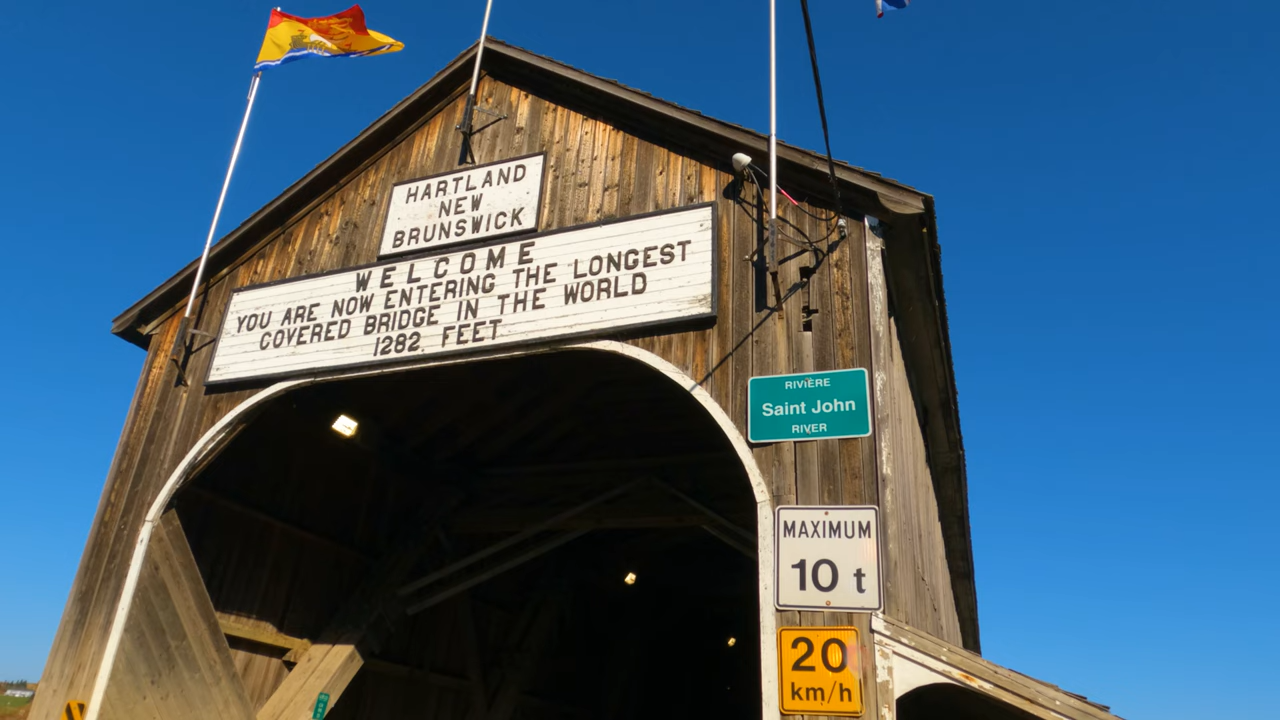 HARTLAND
NEW
BRUNSWICK
WELCOME
YOU ARE NOW ENTERING THE LONGEST
COVERED BRIDGE IN THE WORLD
1282 FEET
RIVIÈRE
Saint John
RIVER
MAXIMUM
10 t
20
km/h